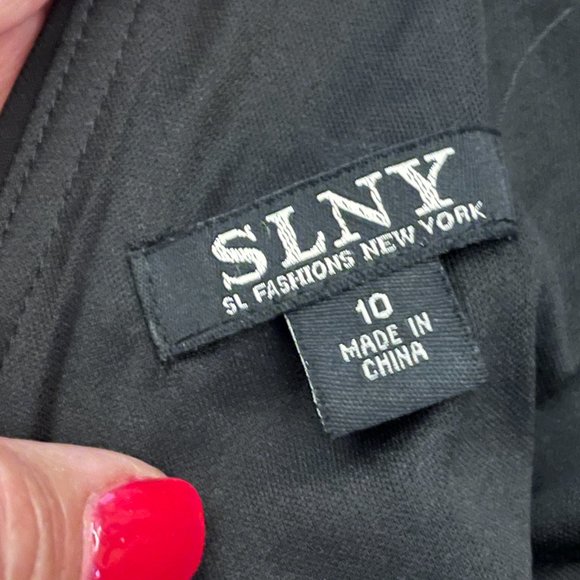 SLNY
SL FASHIONS NEW YORK
10
MADE IN
CHINA